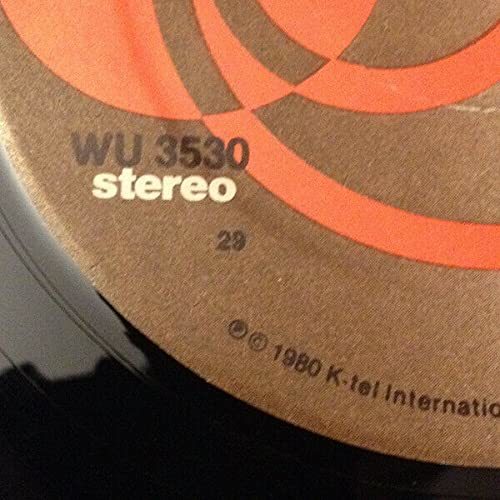 WU 3530
stereo
29
℗ © 1980 K-tel Internatio